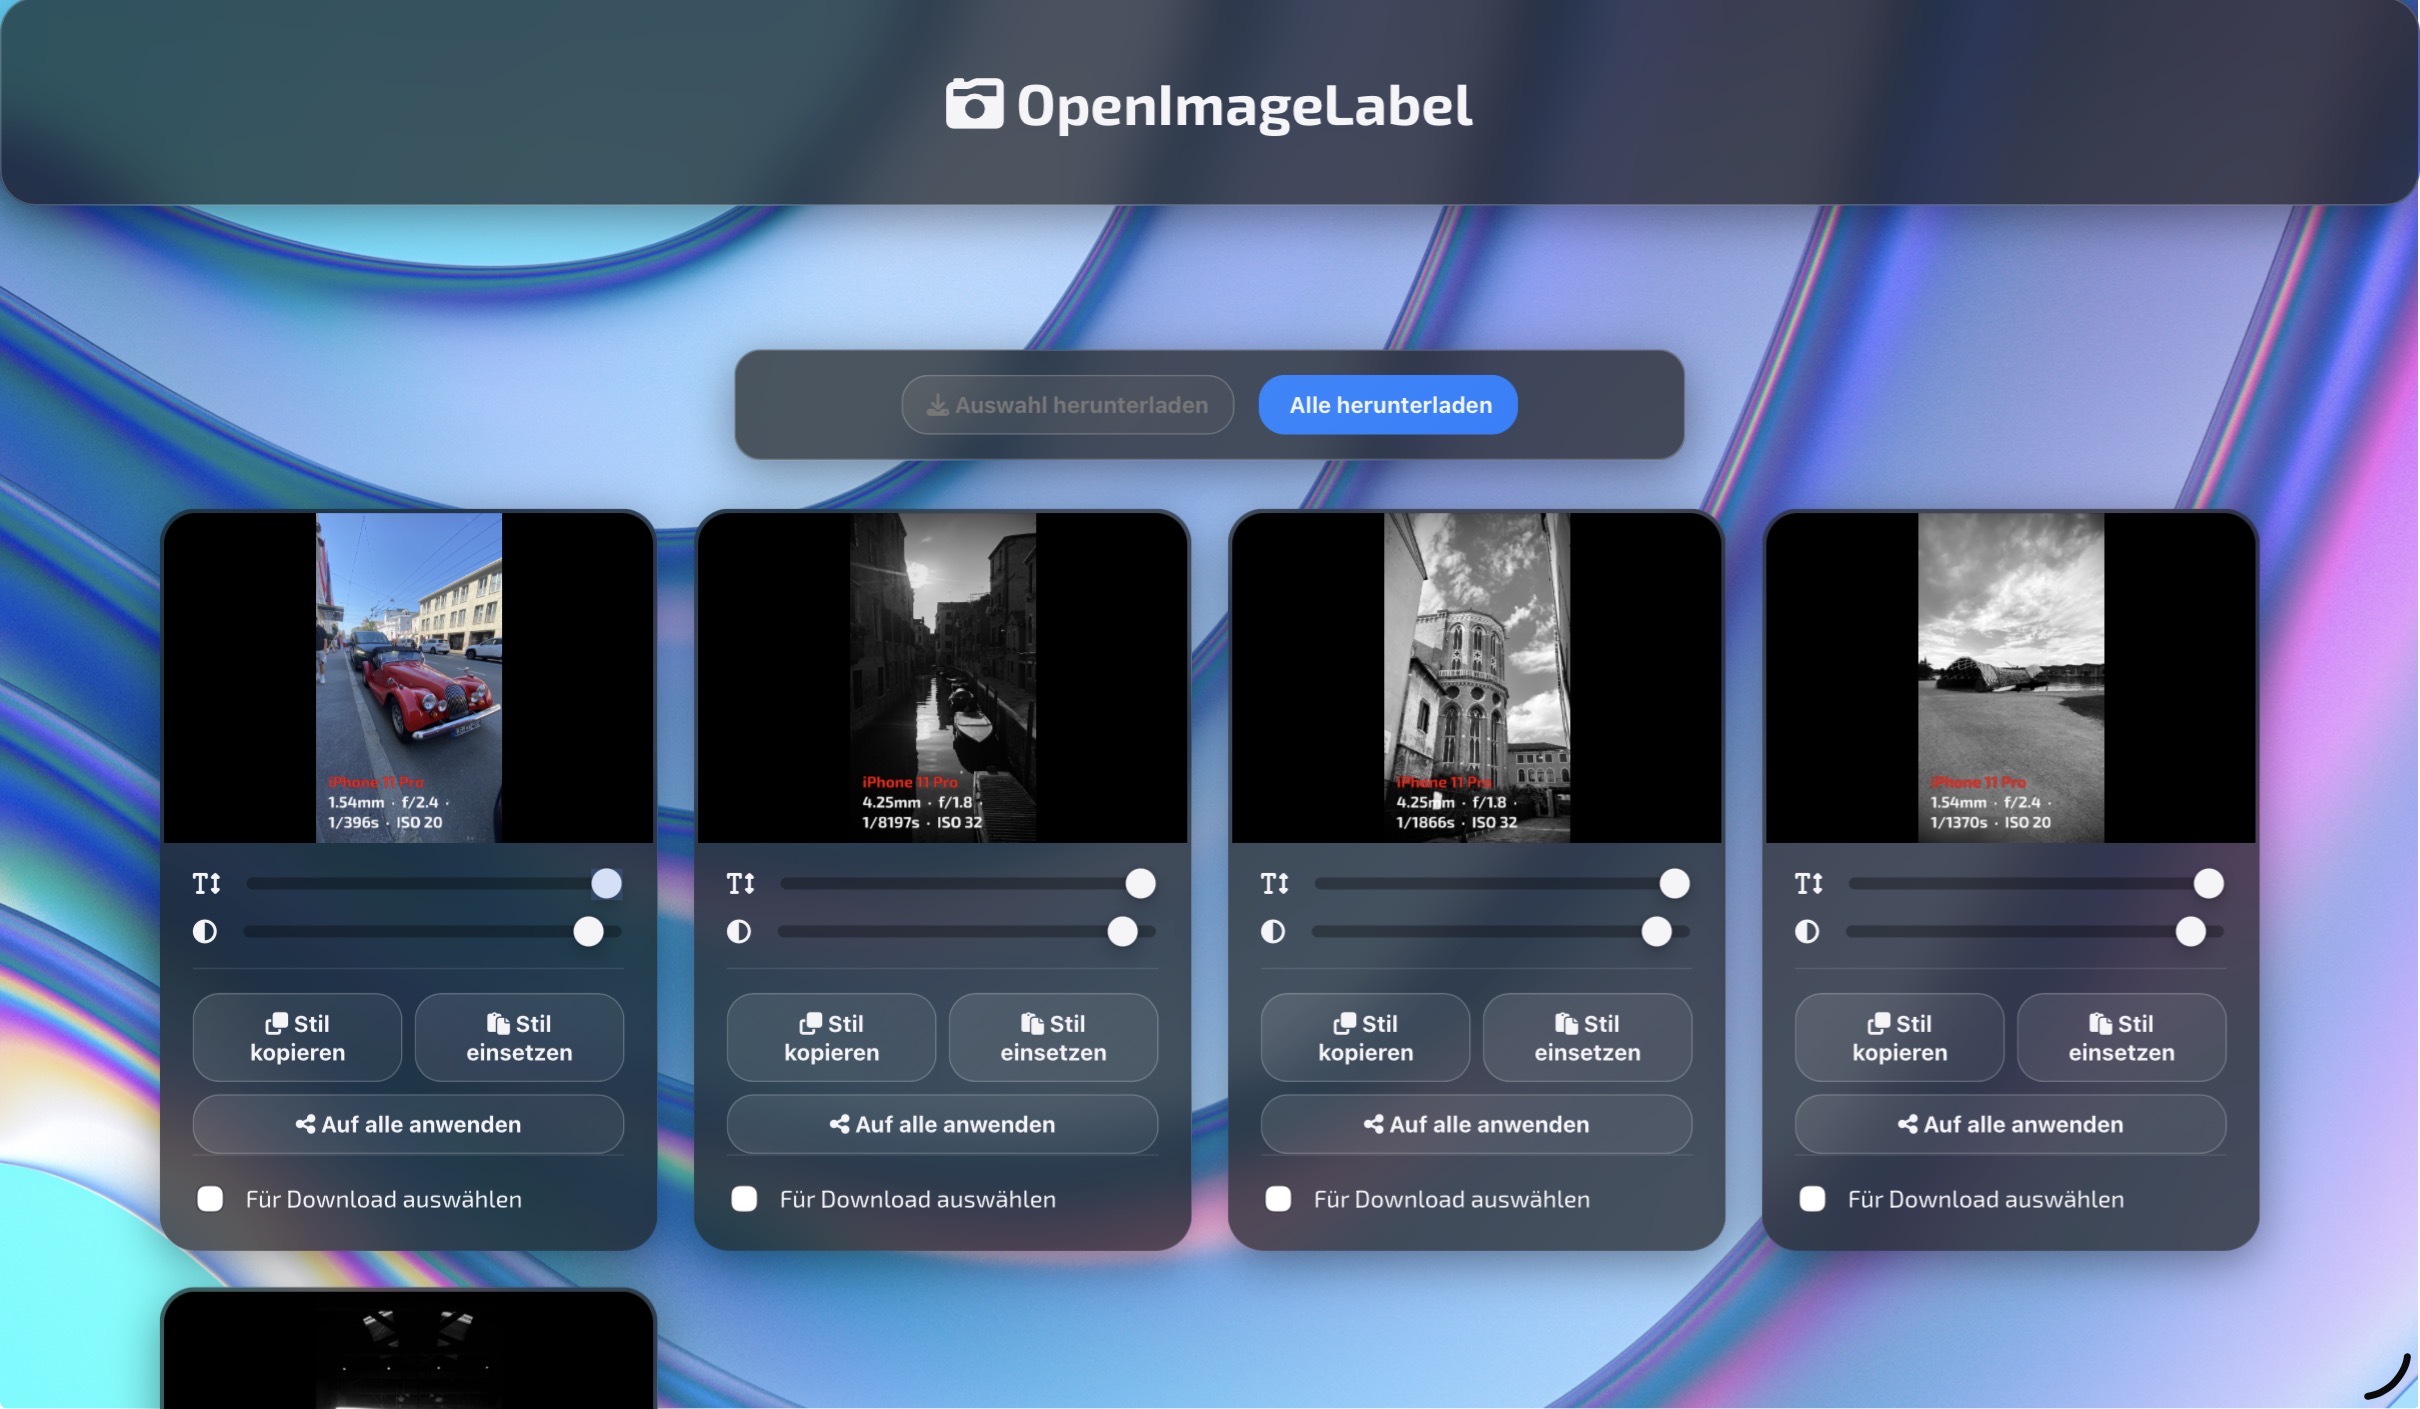 OpenImageLabel
Auswahl herunterladen
Alle herunterladen
iPhone 11 Pro
1.54mm · f/2.4 ·
1/396s · ISO 20
iPhone 11 Pro
4.25mm · f/1.8 ·
1/8197s · ISO 32
iPhone 11 Pro
4.25mm · f/1.8 ·
1/1866s · ISO 32
iPhone 11 Pro
1.54mm · f/2.4 ·
1/1370s · ISO 20
Stil
kopieren
Stil
einsetzen
Auf alle anwenden
Für Download auswählen
Stil
kopieren
Stil
einsetzen
Auf alle anwenden
Für Download auswählen
Stil
kopieren
Stil
einsetzen
Auf alle anwenden
Für Download auswählen
Stil
kopieren
Stil
einsetzen
Auf alle anwenden
Für Download auswählen